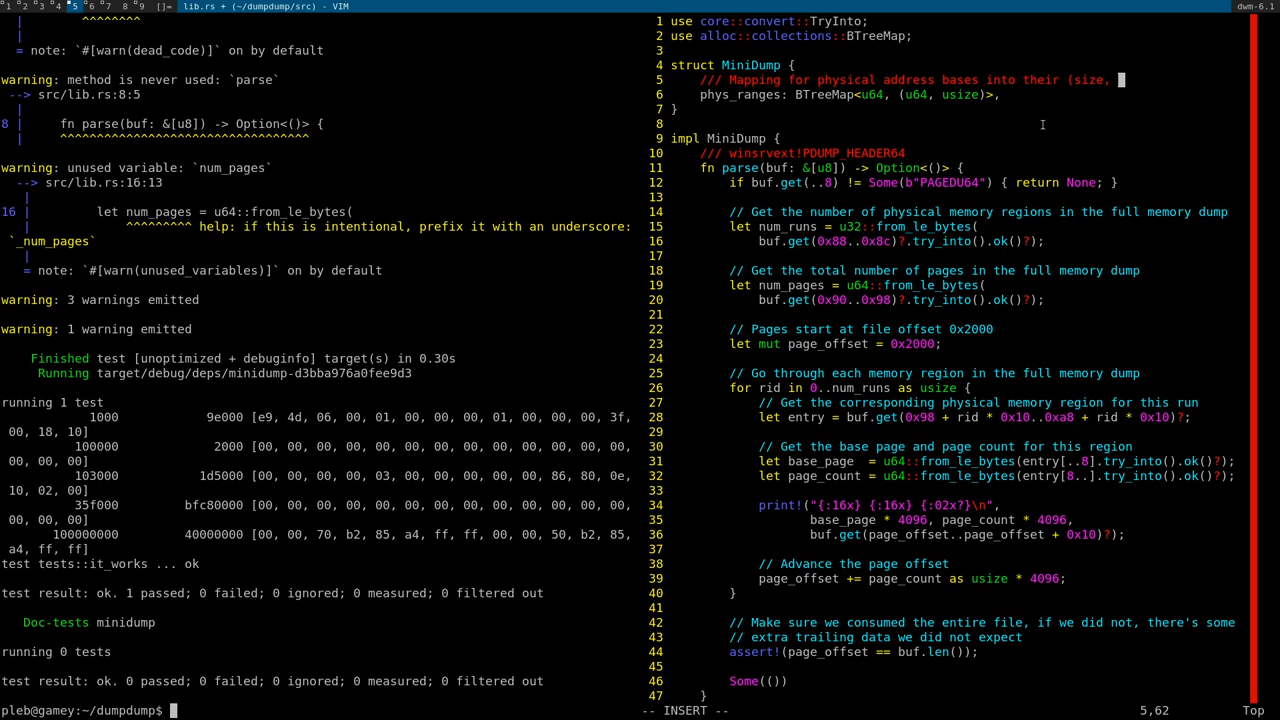 1 2 3 4 5 6 7 8 9 []= lib.rs + (~/dumpdump/src) - VIM dwm-6.1
| ^^^^^^^^
|
= note: `#[warn(dead_code)]` on by default
warning: method is never used: `parse`
--> src/lib.rs:8:5
|
8 | fn parse(buf: &[u8]) -> Option<()> {
| ^^^^^^^^^^^^^^^^^^^^^^^^^^^^^^^^^^
warning: unused variable: `num_pages`
--> src/lib.rs:16:13
|
16 | let num_pages = u64::from_le_bytes(
| ^^^^^^^^^ help: if this is intentional, prefix it with an underscore:
`_num_pages`
|
= note: `#[warn(unused_variables)]` on by default
warning: 3 warnings emitted
warning: 1 warning emitted
Finished test [unoptimized + debuginfo] target(s) in 0.30s
Running target/debug/deps/minidump-d3bba976a0fee9d3
running 1 test
1000 9e000 [e9, 4d, 06, 00, 01, 00, 00, 00, 01, 00, 00, 00, 3f,
00, 18, 10]
100000 2000 [00, 00, 00, 00, 00, 00, 00, 00, 00, 00, 00, 00, 00,
00, 00, 00]
103000 1d5000 [00, 00, 00, 00, 03, 00, 00, 00, 00, 00, 86, 80, 0e,
10, 02, 00]
35f000 bfc80000 [00, 00, 00, 00, 00, 00, 00, 00, 00, 00, 00, 00, 00,
00, 00, 00]
100000000 40000000 [00, 00, 70, b2, 85, a4, ff, ff, 00, 00, 50, b2, 85,
a4, ff, ff]
test tests::it_works ... ok
test result: ok. 1 passed; 0 failed; 0 ignored; 0 measured; 0 filtered out
Doc-tests minidump
running 0 tests
test result: ok. 0 passed; 0 failed; 0 ignored; 0 measured; 0 filtered out
pleb@gamey:~/dumpdump$
1 use core::convert::TryInto;
2 use alloc::collections::BTreeMap;
3
4 struct MiniDump {
5 /// Mapping for physical address bases into their (size,
6 phys_ranges: BTreeMap<u64, (u64, usize)>,
7 }
8
9 impl MiniDump {
10 /// winsrvext!PDUMP_HEADER64
11 fn parse(buf: &[u8]) -> Option<()> {
12 if buf.get(..8) != Some(b"PAGEDU64") { return None; }
13
14 // Get the number of physical memory regions in the full memory dump
15 let num_runs = u32::from_le_bytes(
16 buf.get(0x88..0x8c)?.try_into().ok()?);
17
18 // Get the total number of pages in the full memory dump
19 let num_pages = u64::from_le_bytes(
20 buf.get(0x90..0x98)?.try_into().ok()?);
21
22 // Pages start at file offset 0x2000
23 let mut page_offset = 0x2000;
24
25 // Go through each memory region in the full memory dump
26 for rid in 0..num_runs as usize {
27 // Get the corresponding physical memory region for this run
28 let entry = buf.get(0x98 + rid * 0x10..0xa8 + rid * 0x10)?;
29
30 // Get the base page and page count for this region
31 let base_page = u64::from_le_bytes(entry[..8].try_into().ok()?);
32 let page_count = u64::from_le_bytes(entry[8..].try_into().ok()?);
33
34 print!("{:16x} {:16x} {:02x?}\n",
35 base_page * 4096, page_count * 4096,
36 buf.get(page_offset..page_offset + 0x10)?);
37
38 // Advance the page offset
39 page_offset += page_count as usize * 4096;
40 }
41
42 // Make sure we consumed the entire file, if we did not, there's some
43 // extra trailing data we did not expect
44 assert!(page_offset == buf.len());
45
46 Some(())
47 }
-- INSERT -- 5,62 Top